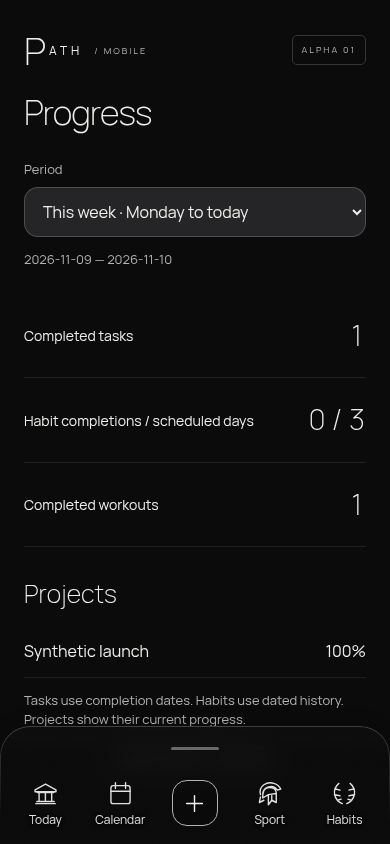 PATH / MOBILE
ALPHA 01
Progress
Period
This week · Monday to today
2026-11-09 — 2026-11-10
Completed tasks 1
Habit completions / scheduled days 0 / 3
Completed workouts 1
Projects
Synthetic launch 100%
Tasks use completion dates. Habits use dated history.
Projects show their current progress.
Today Calendar Sport Habits